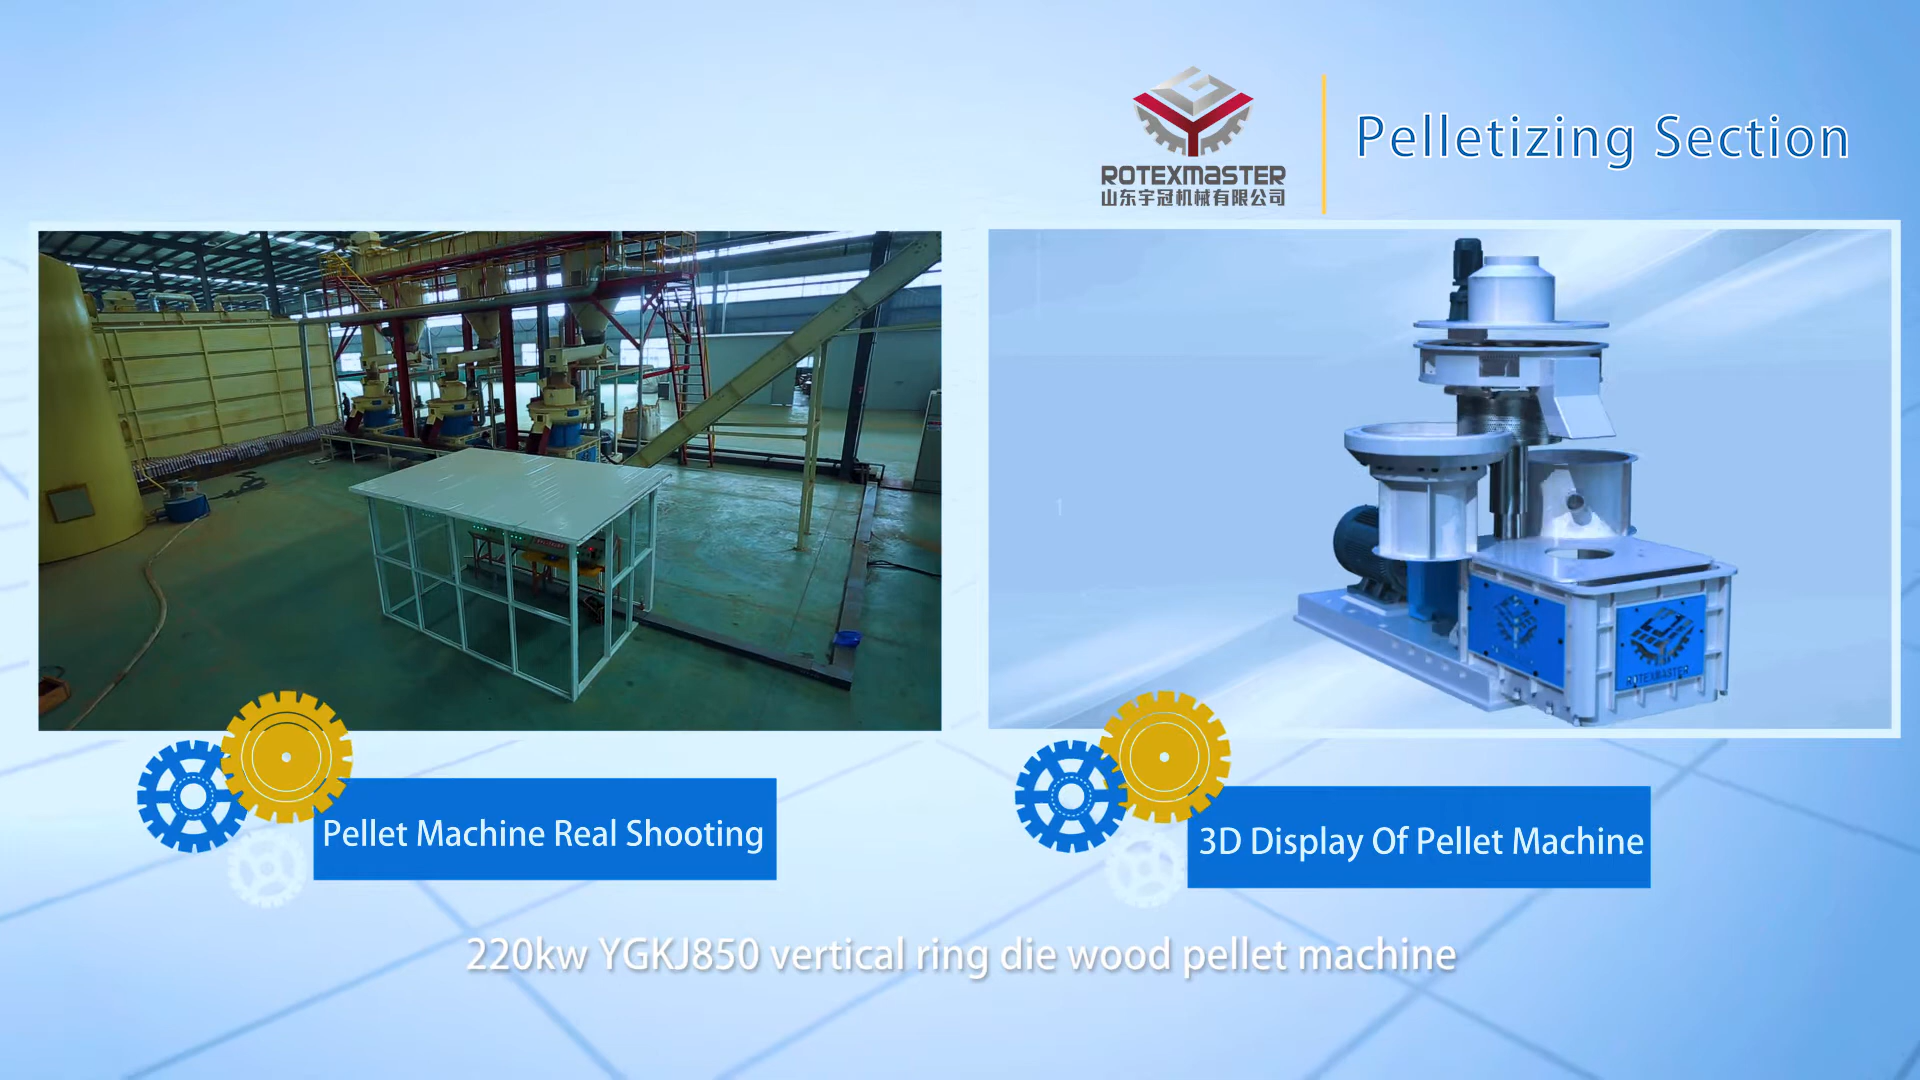 ROTEXMASTER
山东宇冠机械有限公司
Pelletizing Section
ROTEXMASTER
Pellet Machine Real Shooting
3D Display Of Pellet Machine
220kw YGKJ850 vertical ring die wood pellet machine